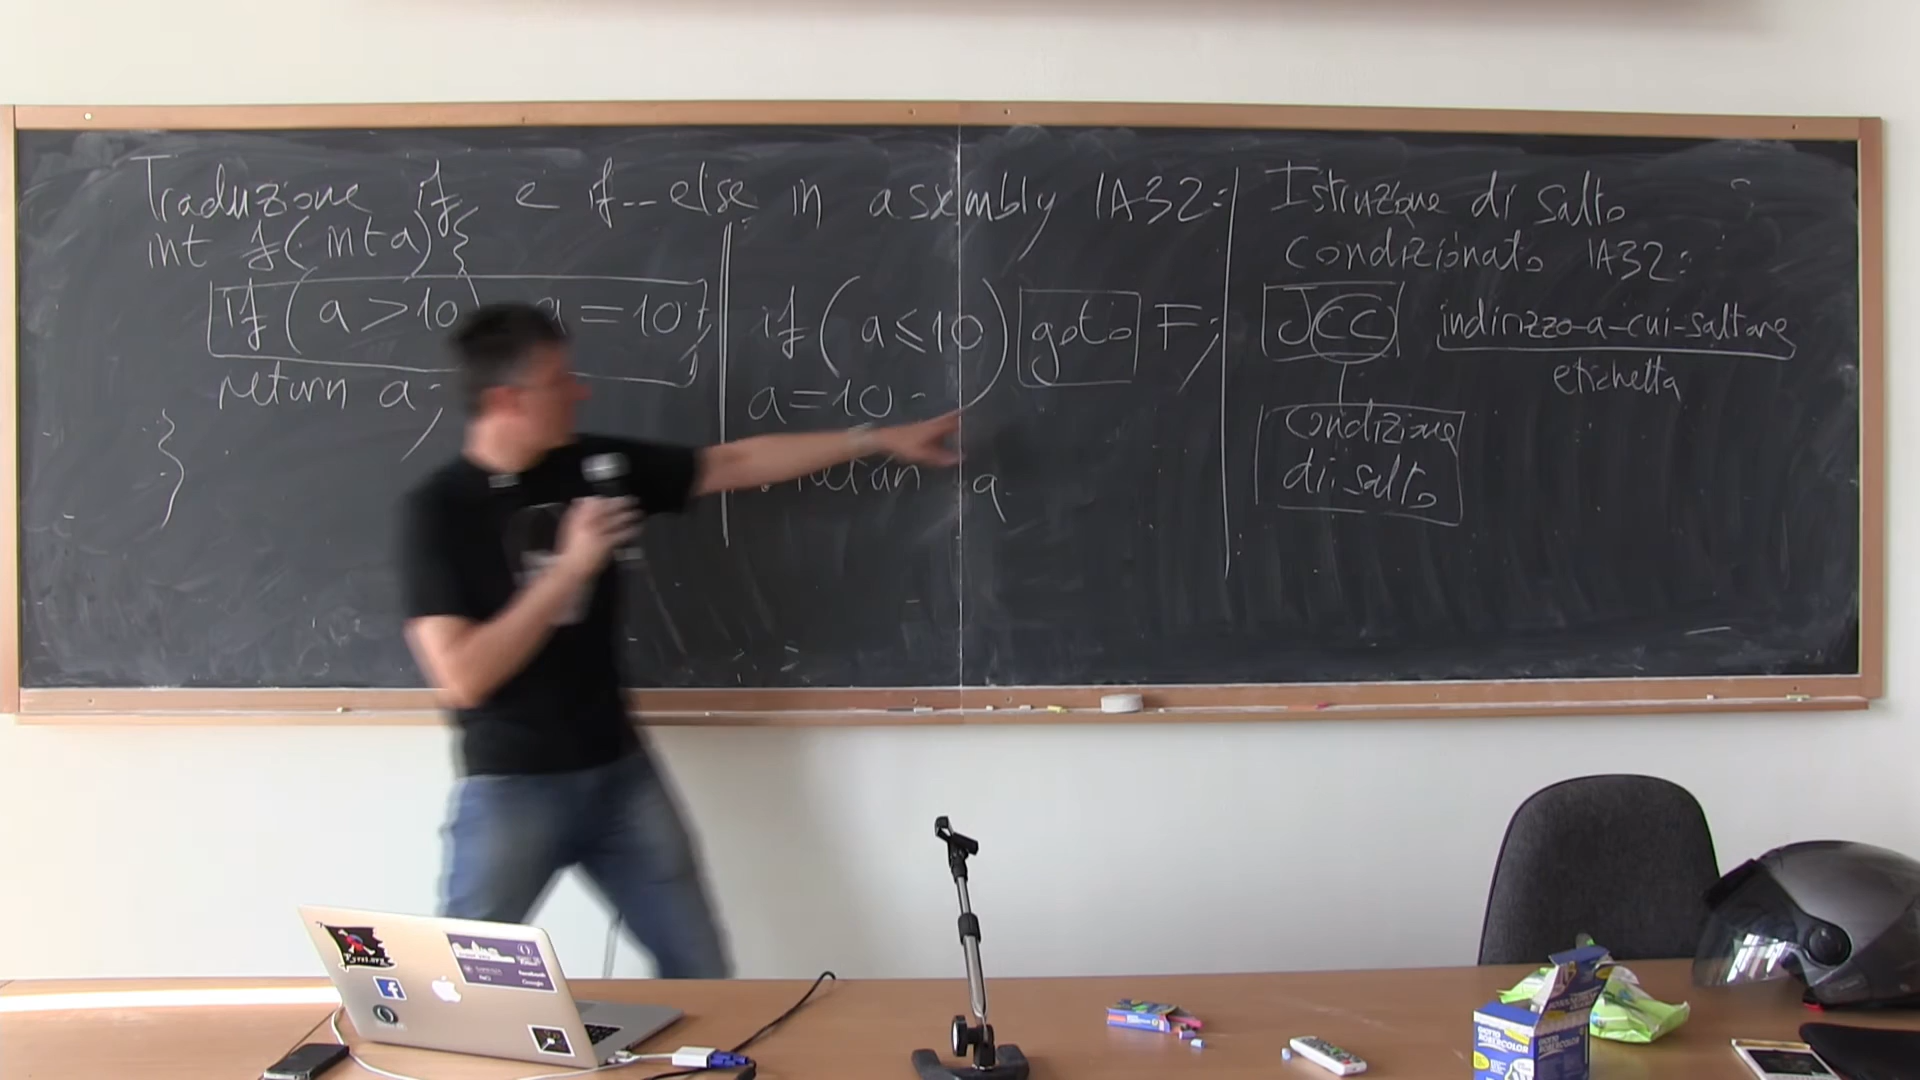 Traduzione if e if--else in assembly IA32:
int f(int a){
if(a>10) a=10;
return a;
}
if(a≤10) goto F;
a=10
return a
Istruzione di salto
condizionato IA32:
JCC indirizzo-a-cui-saltare
etichetta
condizione
di salto